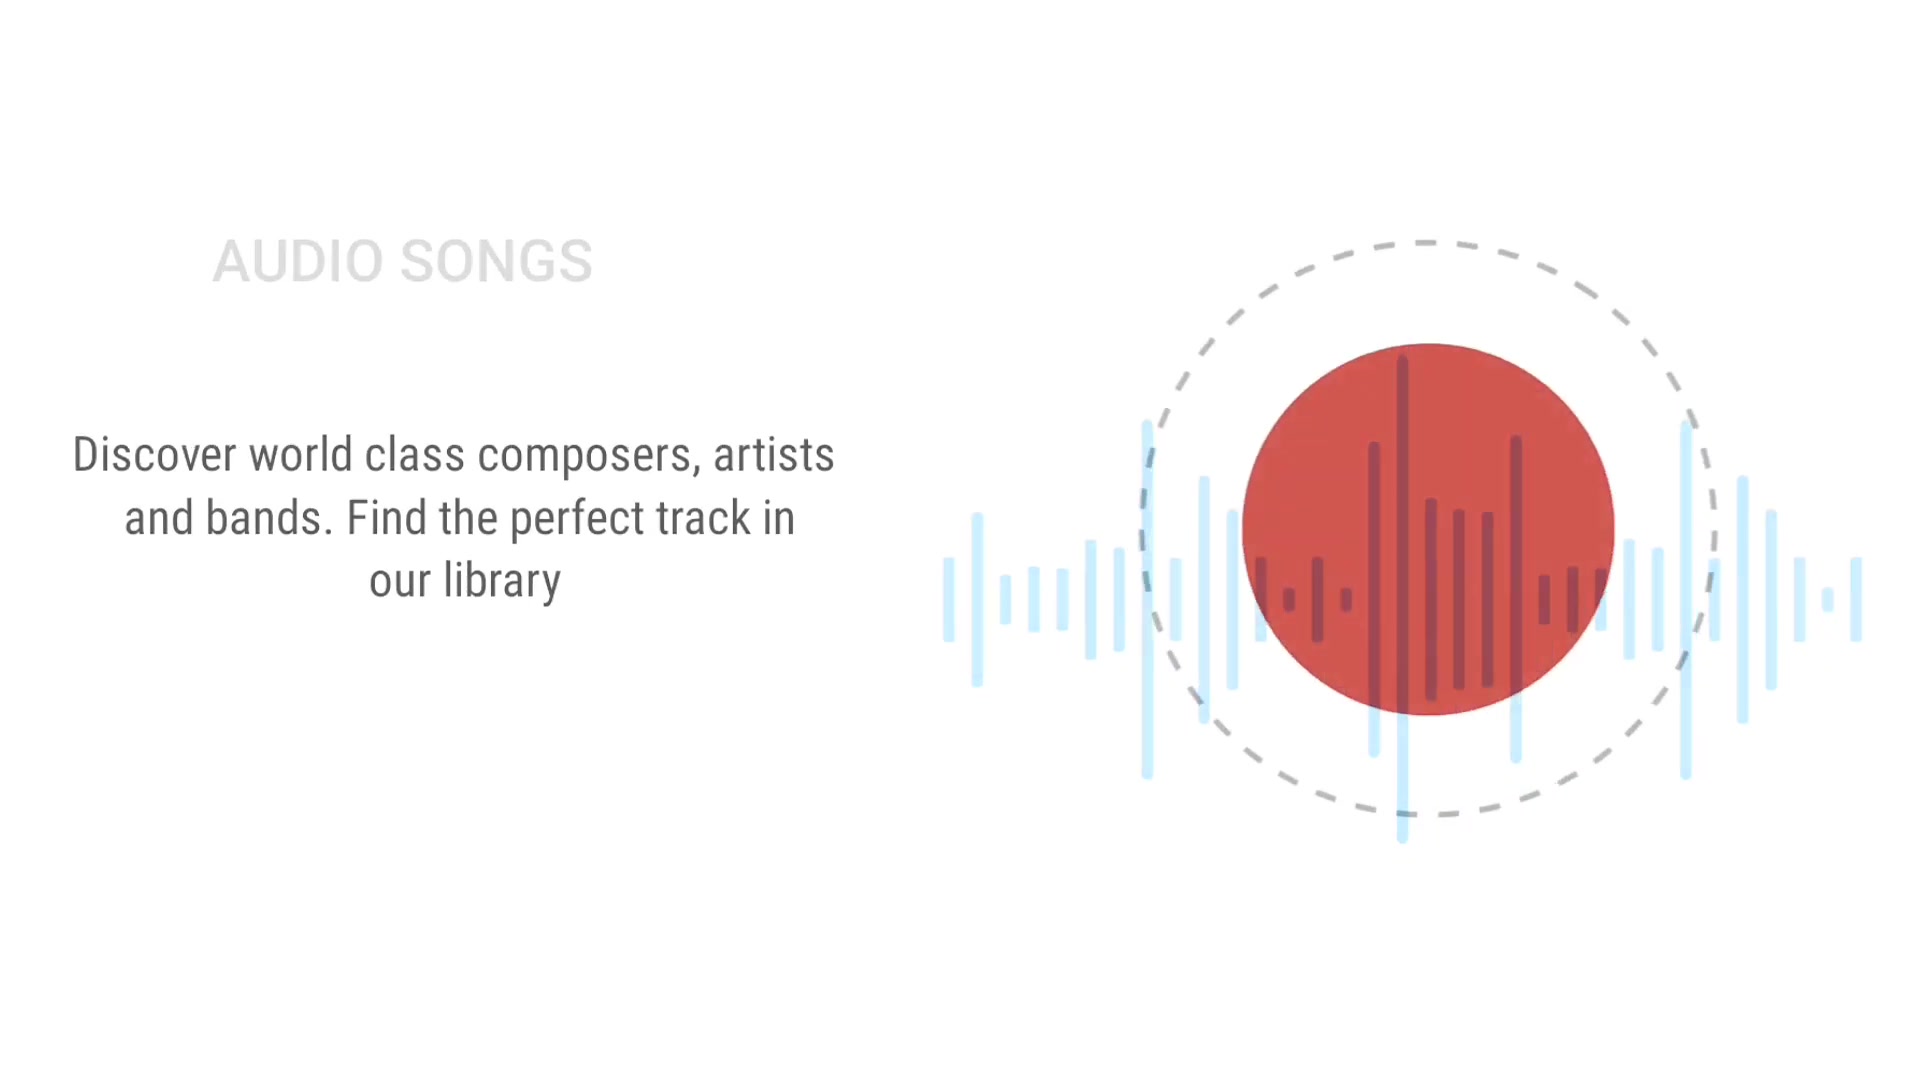 AUDIO SONGS
Discover world class composers, artists
and bands. Find the perfect track in
our library